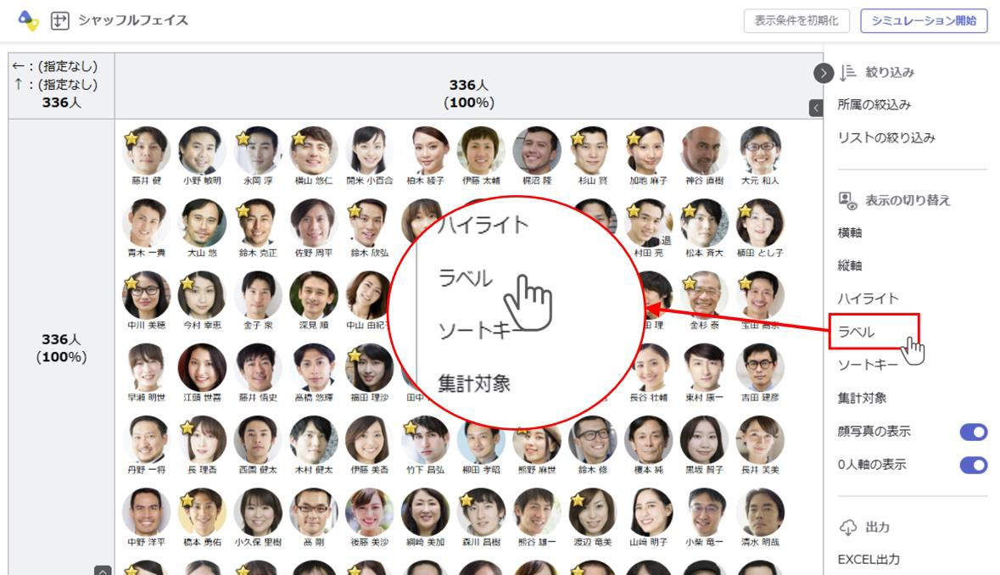 シャッフルフェイス
表示条件を初期化
シミュレーション開始
←：(指定なし)
↑：(指定なし)
336人
336人
(100%)
336人
(100%)
藤井 健
小野 敏明
永岡 淳
横山 悠仁
開米 小百合
柏木 綾子
伊藤 太輔
梶沼 隆
杉山 賢
加地 麻子
神谷 直樹
大元 和人
青木 一貴
大山 悠
鈴木 克正
佐野 周平
鈴木 欣弘
退
村田 亮
松本 斉大
植田 とし子
中川 美穂
今村 幸恵
金子 衆
深見 順
中山 由紀
田 理
金杉 泰
宝田 高宗
早瀬 明世
江頭 世喜
藤井 悟史
高橋 悠輝
福田 理沙
田中
長谷 壮輔
東村 康一
吉田 建彦
丹野 一将
長 理香
西園 健太
木村 健太
伊藤 美香
竹下 昌弘
柳田 孝昭
熊野 麻世
鈴木 修
榎本 純
黒坂 智子
長井 芙美
中野 洋平
橋本 勇佑
小久保 里樹
高 剛
後藤 美沙
綱崎 美加
森川 昌樹
熊谷 雄一
渡辺 竜美
山崎 明子
小柴 竜一
清水 明哉
ハイライト
ラベル
ソートキー
集計対象
絞り込み
所属の絞込み
リストの絞り込み
表示の切り替え
横軸
縦軸
ハイライト
ラベル
ソートキー
集計対象
顔写真の表示
0人軸の表示
出力
EXCEL出力